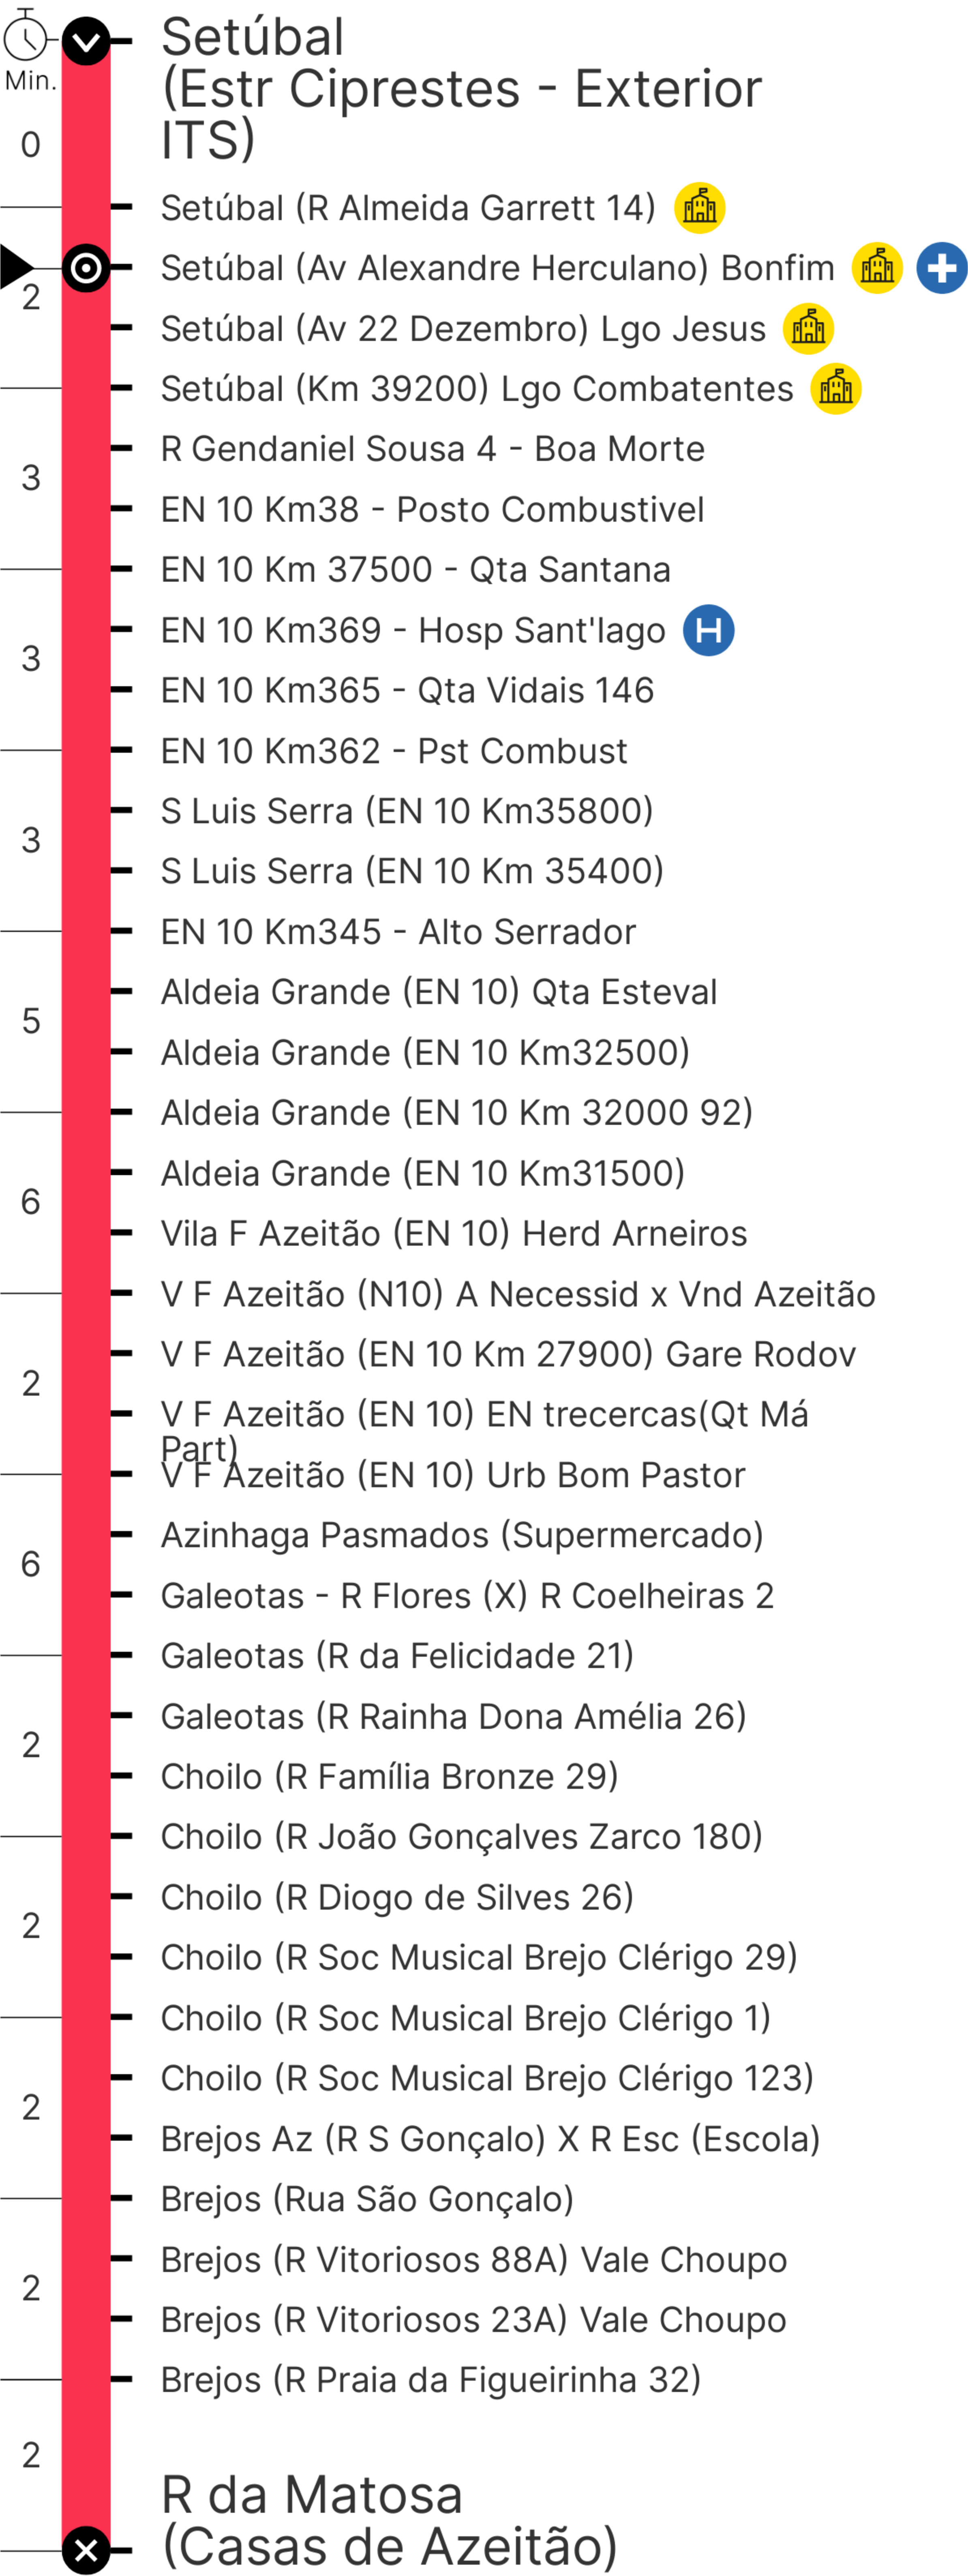 Setúbal
(Estr Ciprestes - Exterior
ITS)
Min.
0
Setúbal (R Almeida Garrett 14)
Setúbal (Av Alexandre Herculano) Bonfim
2
Setúbal (Av 22 Dezembro) Lgo Jesus
Setúbal (Km 39200) Lgo Combatentes
R Gendaniel Sousa 4 - Boa Morte
3
EN 10 Km38 - Posto Combustivel
EN 10 Km 37500 - Qta Santana
EN 10 Km369 - Hosp Sant'Iago H
3
EN 10 Km365 - Qta Vidais 146
EN 10 Km362 - Pst Combust
S Luis Serra (EN 10 Km35800)
3
S Luis Serra (EN 10 Km 35400)
EN 10 Km345 - Alto Serrador
Aldeia Grande (EN 10) Qta Esteval
5
Aldeia Grande (EN 10 Km32500)
Aldeia Grande (EN 10 Km 32000 92)
Aldeia Grande (EN 10 Km31500)
6
Vila F Azeitão (EN 10) Herd Arneiros
V F Azeitão (N10) A Necessid x Vnd Azeitão
V F Azeitão (EN 10 Km 27900) Gare Rodov
2
V F Azeitão (EN 10) EN trecercas(Qt Má
Part)
V F Azeitão (EN 10) Urb Bom Pastor
Azinhaga Pasmados (Supermercado)
6
Galeotas - R Flores (X) R Coelheiras 2
Galeotas (R da Felicidade 21)
Galeotas (R Rainha Dona Amélia 26)
2
Choilo (R Família Bronze 29)
Choilo (R João Gonçalves Zarco 180)
Choilo (R Diogo de Silves 26)
2
Choilo (R Soc Musical Brejo Clérigo 29)
Choilo (R Soc Musical Brejo Clérigo 1)
Choilo (R Soc Musical Brejo Clérigo 123)
2
Brejos Az (R S Gonçalo) X R Esc (Escola)
Brejos (Rua São Gonçalo)
Brejos (R Vitoriosos 88A) Vale Choupo
2
Brejos (R Vitoriosos 23A) Vale Choupo
Brejos (R Praia da Figueirinha 32)
2
R da Matosa
(Casas de Azeitão)